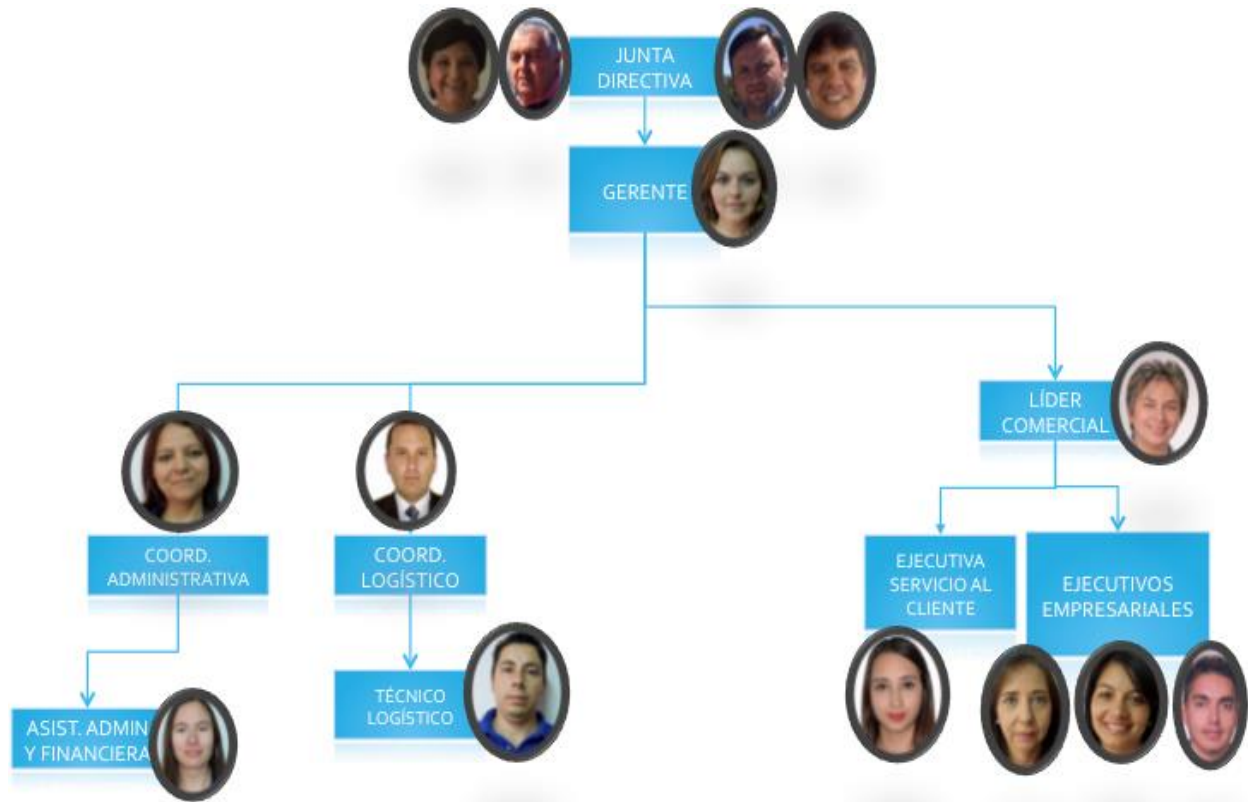 JUNTA
DIRECTIVA
GERENTE
LÍDER
COMERCIAL
COORD.
ADMINISTRATIVA
COORD.
LOGÍSTICO
EJECUTIVA
SERVICIO AL
CLIENTE
EJECUTIVOS
EMPRESARIALES
TÉCNICO
LOGÍSTICO
ASIST. ADMIN
Y FINANCIERA